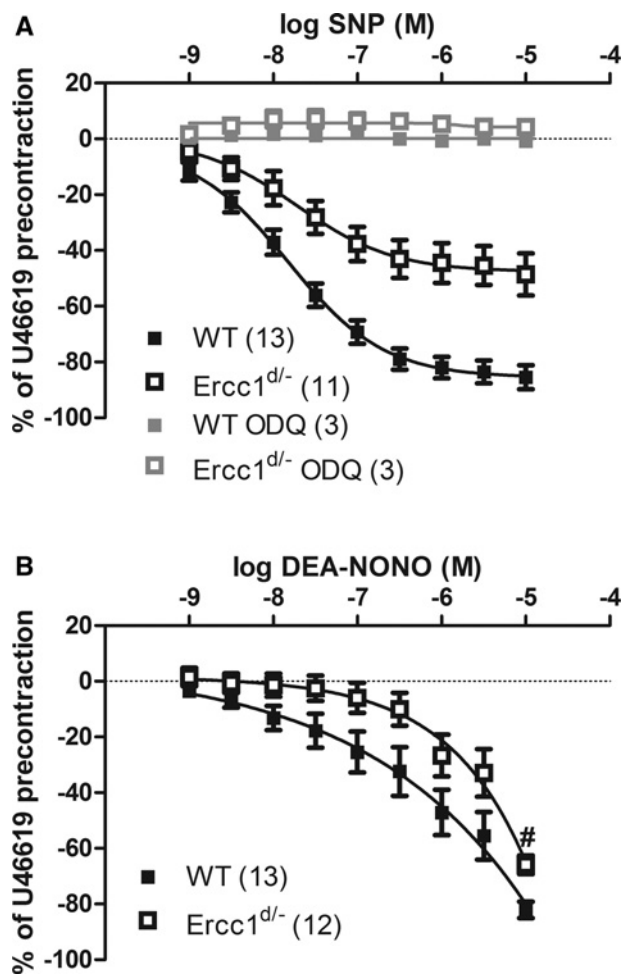 A
log SNP (M)
-9 -8 -7 -6 -5 -4
% of U46619 precontraction
20
0
-20
-40
-60
-80
-100
WT (13)
Ercc1d/- (11)
WT ODQ (3)
Ercc1d/- ODQ (3)
B
log DEA-NONO (M)
-9 -8 -7 -6 -5 -4
% of U46619 precontraction
20
0
-20
-40
-60
-80
-100
#
WT (13)
Ercc1d/- (12)